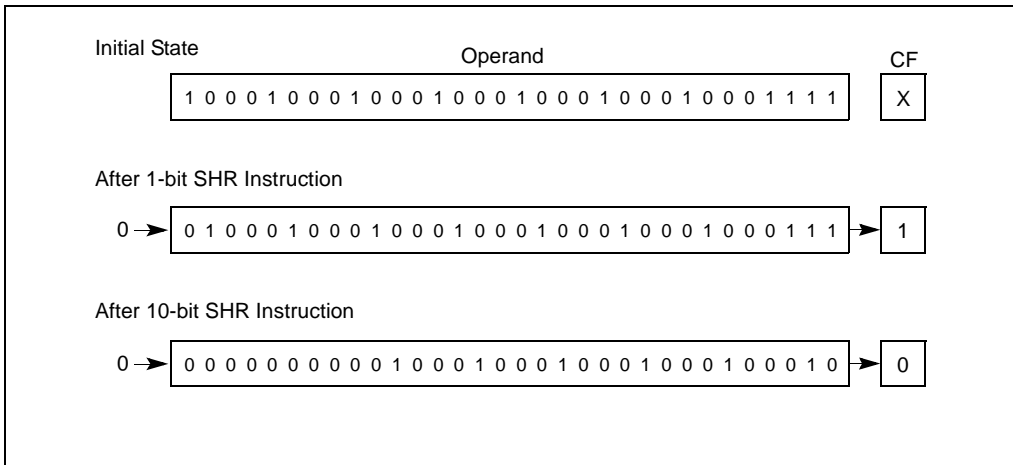 Initial State
Operand
CF
1 0 0 0 1 0 0 0 1 0 0 0 1 0 0 0 1 0 0 0 1 0 0 0 1 0 0 0 1 1 1 1
X
After 1-bit SHR Instruction
0
0 1 0 0 0 1 0 0 0 1 0 0 0 1 0 0 0 1 0 0 0 1 0 0 0 1 0 0 0 1 1 1
1
After 10-bit SHR Instruction
0
0 0 0 0 0 0 0 0 0 0 1 0 0 0 1 0 0 0 1 0 0 0 1 0 0 0 1 0 0 0 1 0
0